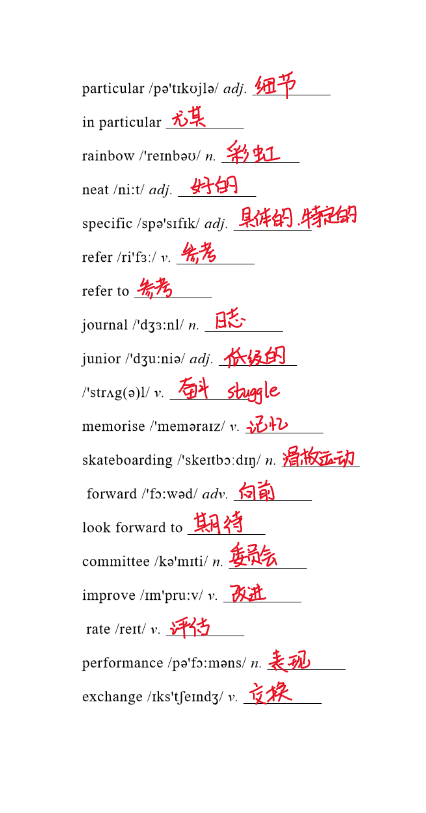 particular /pə'tɪkʊjlə/ adj. 细节
in particular 尤其
rainbow /'reɪnbəʊ/ n. 彩虹
neat /ni:t/ adj. 好的
specific /spə'sɪfɪk/ adj. 具体的.特定的
refer /ri'fɜ:/ v. 参考
refer to 参考
journal /'dʒɜ:nl/ n. 日志
junior /'dʒu:niə/ adj. 低级的
/'strʌg(ə)l/ v. 奋斗 stuggle
memorise /'meməraɪz/ v. 记忆
skateboarding /'skeɪtbɔ:dɪŋ/ n. 滑板运动
forward /'fɔ:wəd/ adv. 向前
look forward to 期待
committee /kə'mɪti/ n. 委员会
improve /ɪm'pru:v/ v. 改进
rate /reɪt/ v. 评估
performance /pə'fɔ:məns/ n. 表现
exchange /ɪks'tʃeɪndʒ/ v. 交换